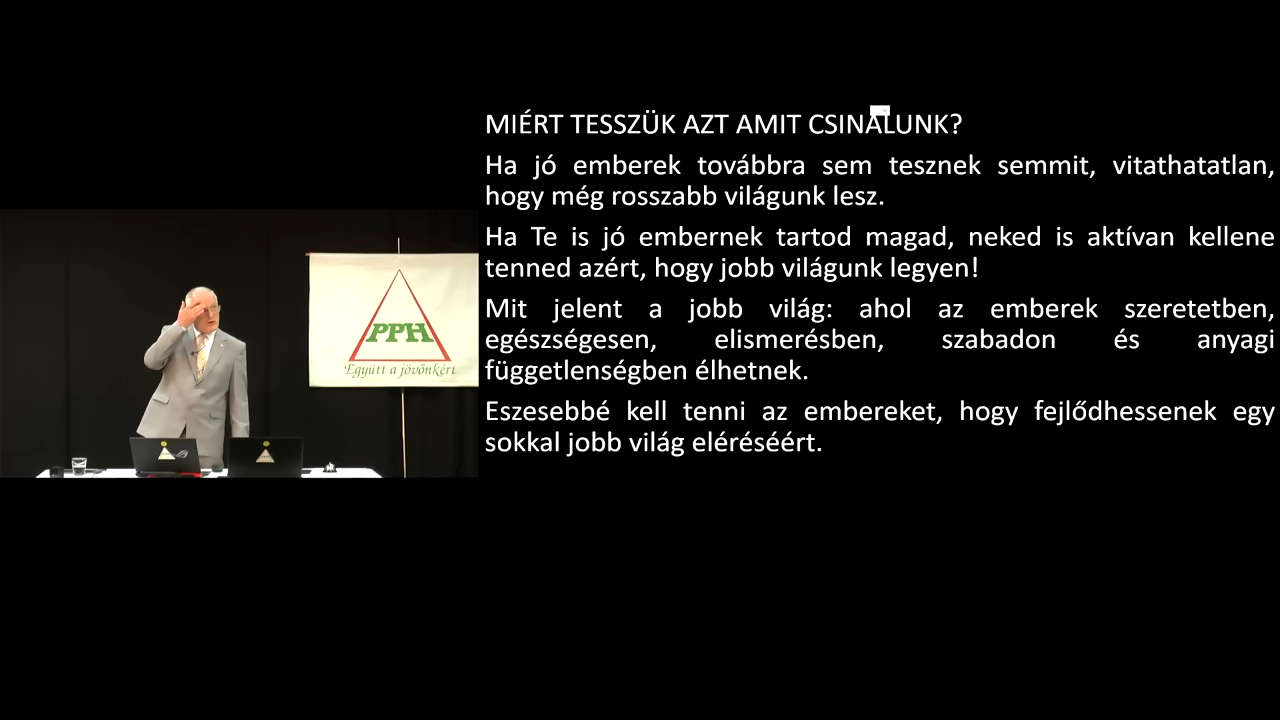 MIÉRT TESSZÜK AZT AMIT CSINÁLUNK?
Ha jó emberek továbbra sem tesznek semmit, vitathatatlan,
hogy még rosszabb világunk lesz.
Ha Te is jó embernek tartod magad, neked is aktívan kellene
tenned azért, hogy jobb világunk legyen!
Mit jelent a jobb világ: ahol az emberek szeretetben,
egészségesen, elismerésben, szabadon és anyagi
függetlenségben élhetnek.
Eszesebbé kell tenni az embereket, hogy fejlődhessenek egy
sokkal jobb világ eléréséért.
PPH
Együtt a jövőnkért